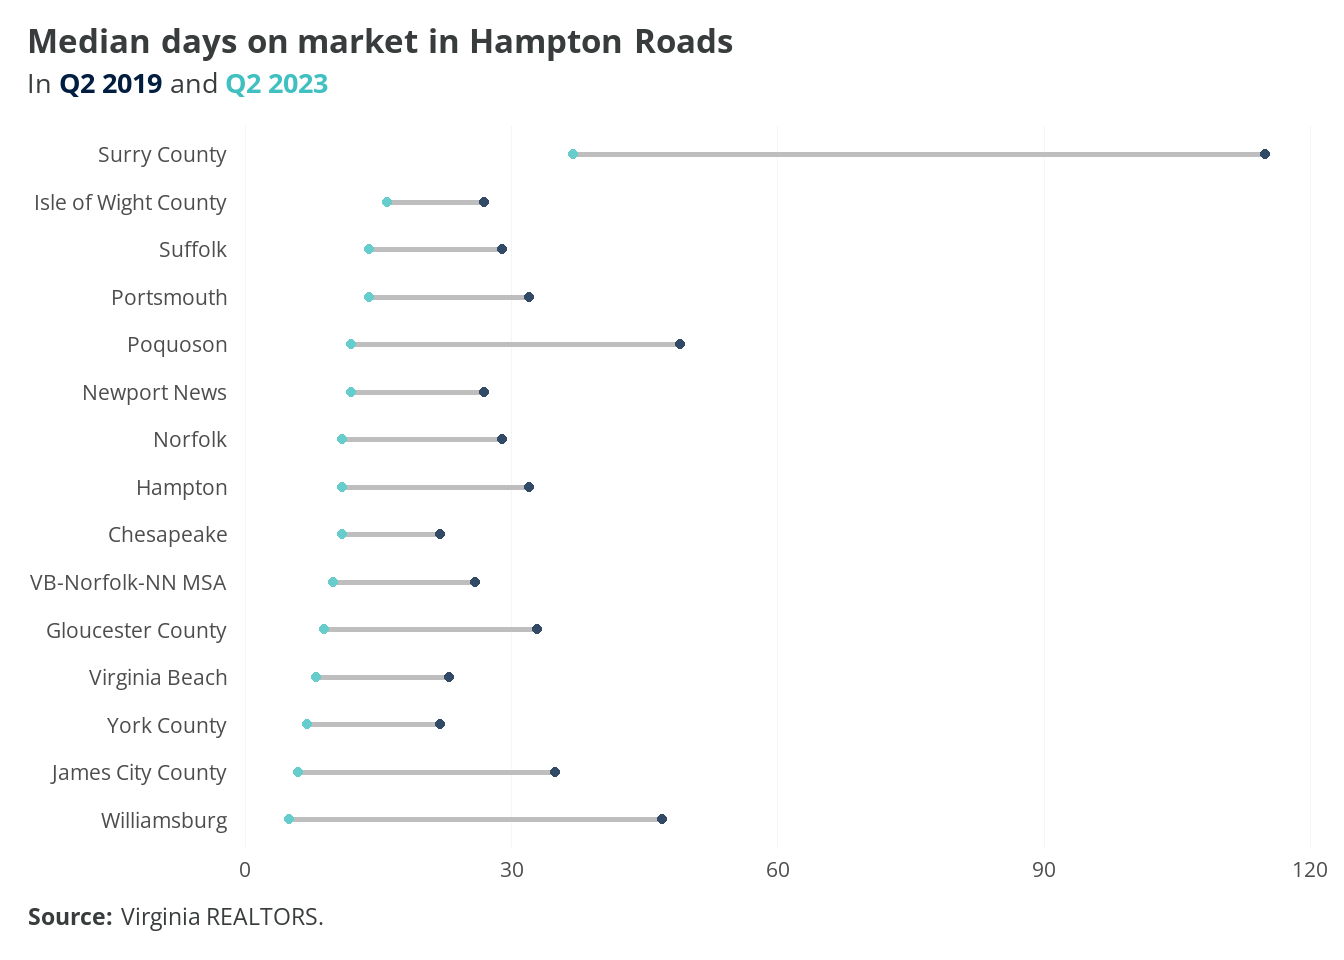 Median days on market in Hampton Roads
In Q2 2019 and Q2 2023
Surry County
Isle of Wight County
Suffolk
Portsmouth
Poquoson
Newport News
Norfolk
Hampton
Chesapeake
VB-Norfolk-NN MSA
Gloucester County
Virginia Beach
York County
James City County
Williamsburg
0 30 60 90 120
Source: Virginia REALTORS.